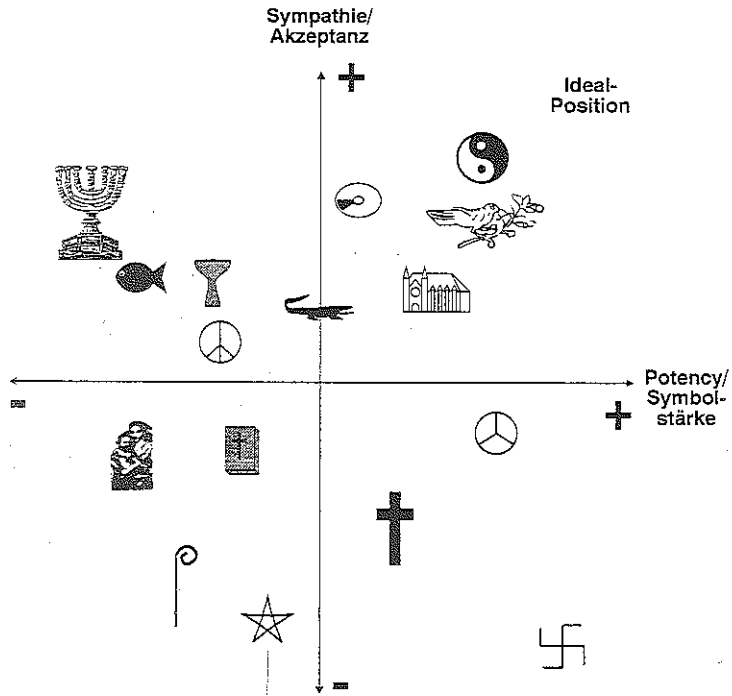 Sympathie/
Akzeptanz
+
Ideal-
Position
Potency/
Symbol-
stärke
-
+
-